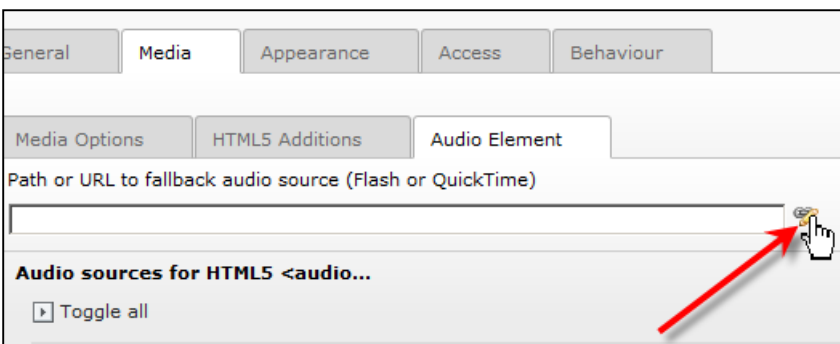 General Media Appearance Access Behaviour
Media Options HTML5 Additions Audio Element
Path or URL to fallback audio source (Flash or QuickTime)
Audio sources for HTML5 <audio...
Toggle all